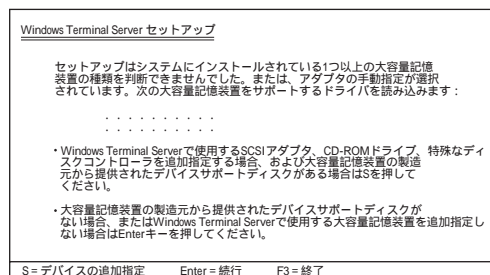 Windows Terminal Server セットアップ
セットアップはシステムにインストールされている1つ以上の大容量記憶
装置の種類を判断できませんでした。または、アダプタの手動指定が選択
されています。次の大容量記憶装置をサポートするドライバを読み込みます：
．．．．．．．．．．
．．．．．．．．．．
・Windows Terminal Serverで使用するSCSIアダプタ、CD-ROMドライブ、特殊なディ
スクコントローラを追加指定する場合、および大容量記憶装置の製造
元から提供されたデバイスサポートディスクがある場合はSを押して
ください。
・大容量記憶装置の製造元から提供されたデバイスサポートディスクが
ない場合、またはWindows Terminal Serverで使用する大容量記憶装置を追加指定し
ない場合はEnterキーを押してください。
S = デバイスの追加指定 Enter = 続行 F3 = 終了